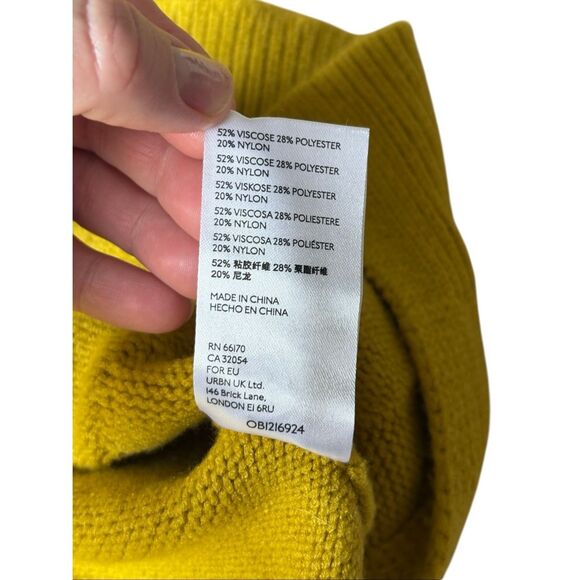 52% VISCOSE 28% POLYESTER
20% NYLON
52% VISCOSE 28% POLYESTER
20% NYLON
52% VISKOSE 28% POLYESTER
20% NYLON
52% VISCOSA 28% POLIESTERE
20% NYLON
52% VISCOSA 28% POLIÉSTER
20% NYLON
52% 粘胶纤维 28% 聚酯纤维
20% 尼龙
MADE IN CHINA
HECHO EN CHINA
RN 66170
CA 32054
FOR EU
URBN UK Ltd.
146 Brick Lane,
LONDON E1 6RU
OB1216924